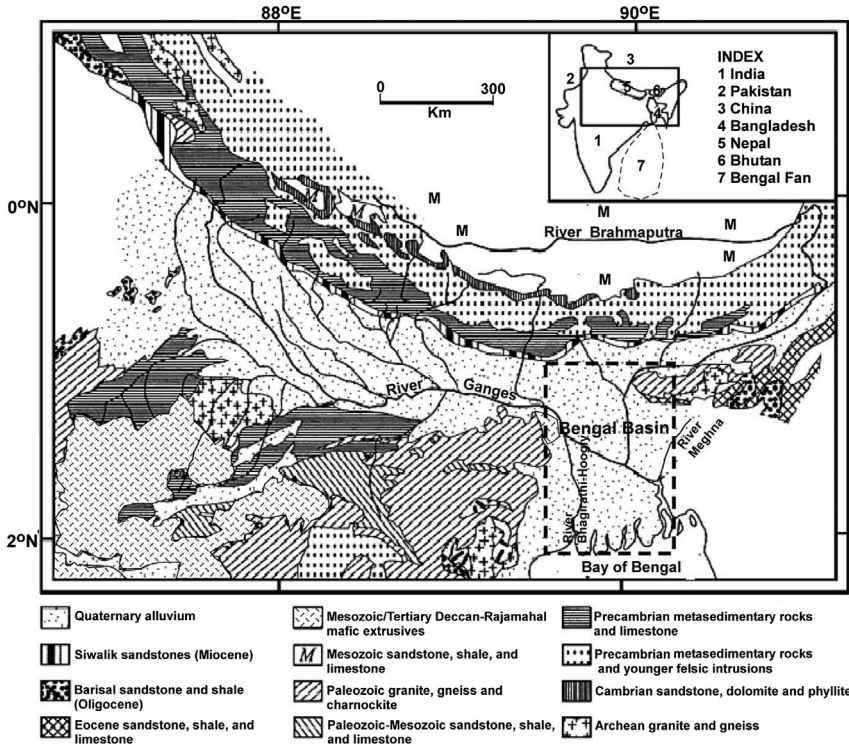 88°E
90°E
0°N
2°N
0
300
Km
INDEX
1 India
2 Pakistan
3 China
4 Bangladesh
5 Nepal
6 Bhutan
7 Bengal Fan
3
2
5
6
4
1
7
M
M
M
M
M
M
M
M
M
River Brahmaputra
River Ganges
Bengal Basin
River Meghna
River
Bhagirathi-Hoogly
Bay of Bengal
Quaternary alluvium
Siwalik sandstones (Miocene)
Barisal sandstone and shale
(Oligocene)
Eocene sandstone, shale, and
limestone
Mesozoic/Tertiary Deccan-Rajamahal
mafic extrusives
M
Mesozoic sandstone, shale, and
limestone
Paleozoic granite, gneiss and
charnockite
Paleozoic-Mesozoic sandstone, shale,
and limestone
Precambrian metasedimentary rocks
and limestone
Precambrian metasedimentary rocks
and younger felsic intrusions
Cambrian sandstone, dolomite and phyllite
Archean granite and gneiss